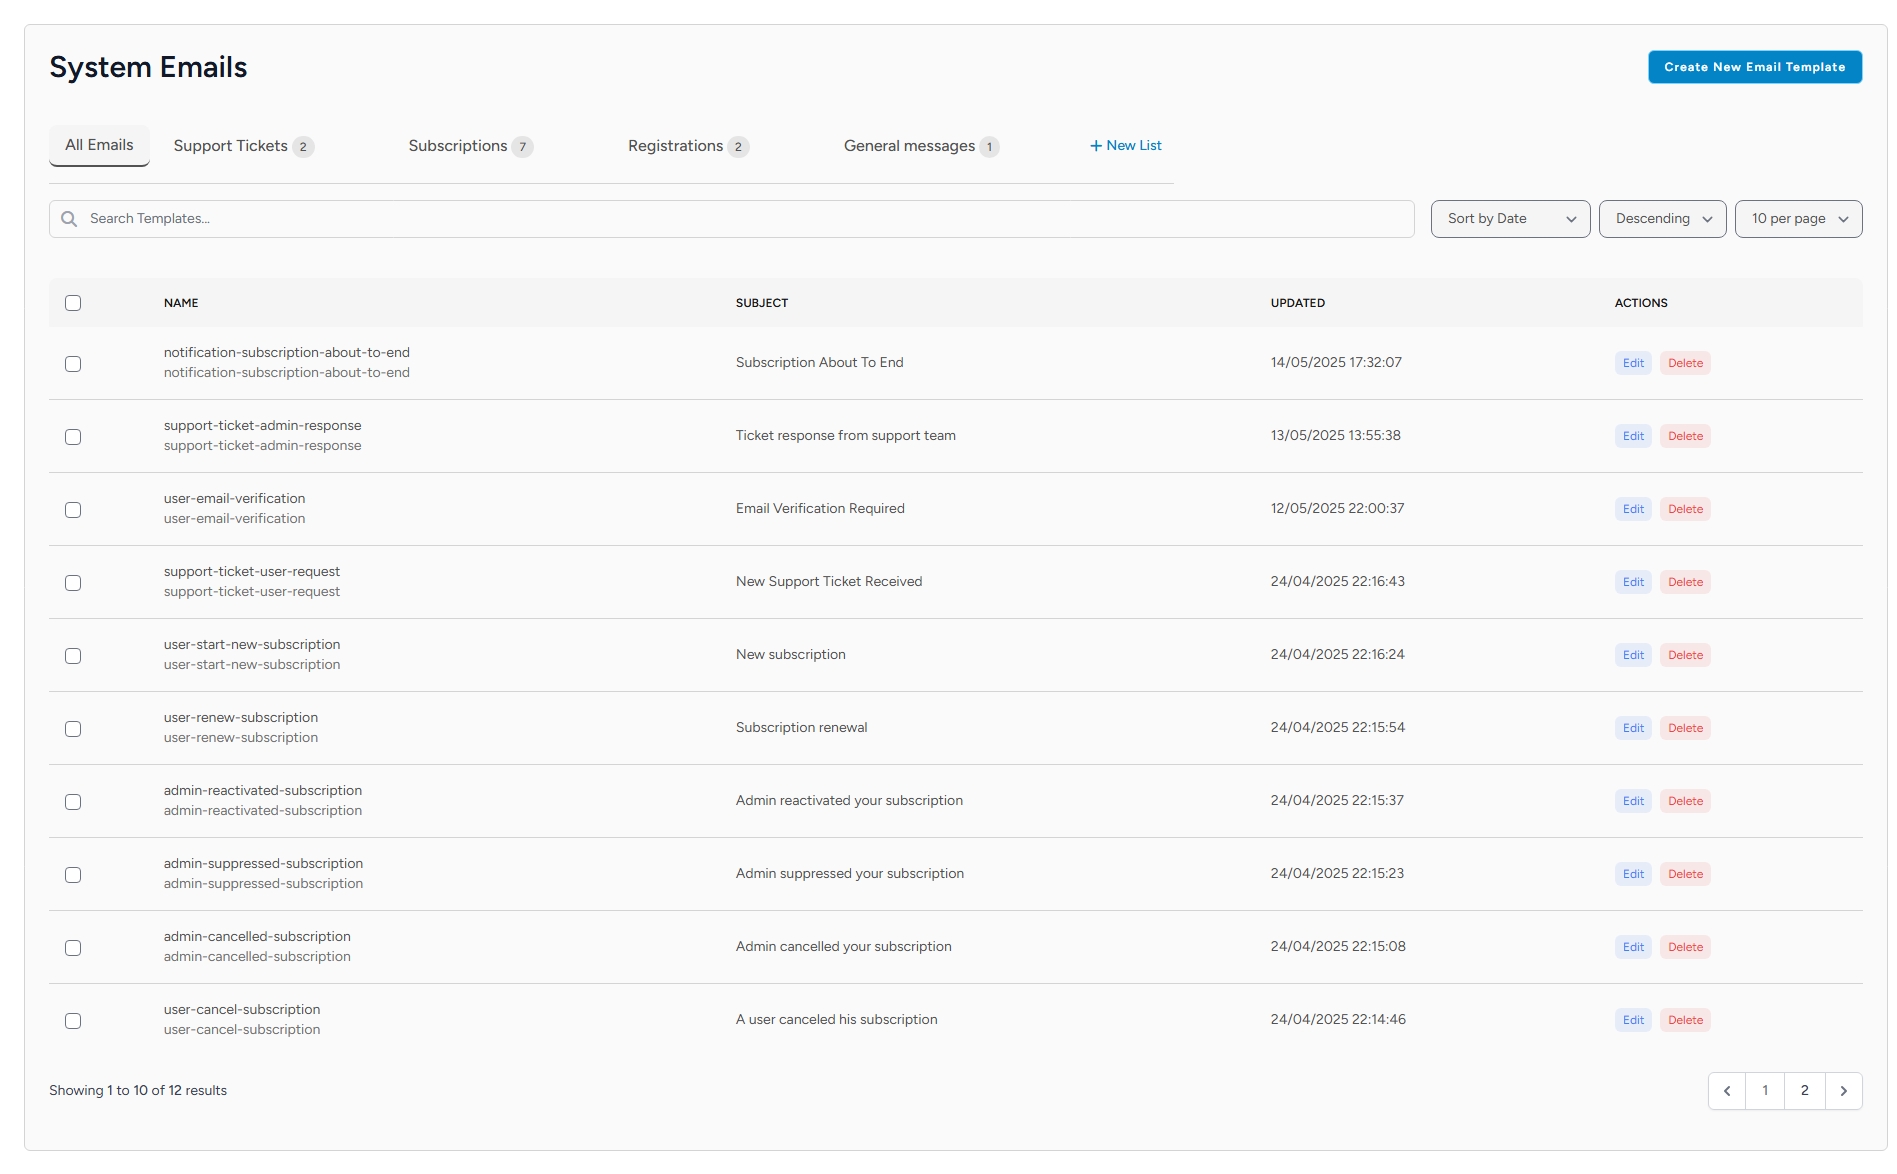 System Emails
Create New Email Template
All Emails Support Tickets 2 Subscriptions 7 Registrations 2 General messages 1 + New List
Search Templates... Sort by Date Descending 10 per page
NAME SUBJECT UPDATED ACTIONS
notification-subscription-about-to-end
notification-subscription-about-to-end
Subscription About To End 14/05/2025 17:32:07 Edit Delete
support-ticket-admin-response
support-ticket-admin-response
Ticket response from support team 13/05/2025 13:55:38 Edit Delete
user-email-verification
user-email-verification
Email Verification Required 12/05/2025 22:00:37 Edit Delete
support-ticket-user-request
support-ticket-user-request
New Support Ticket Received 24/04/2025 22:16:43 Edit Delete
user-start-new-subscription
user-start-new-subscription
New subscription 24/04/2025 22:16:24 Edit Delete
user-renew-subscription
user-renew-subscription
Subscription renewal 24/04/2025 22:15:54 Edit Delete
admin-reactivated-subscription
admin-reactivated-subscription
Admin reactivated your subscription 24/04/2025 22:15:37 Edit Delete
admin-suppressed-subscription
admin-suppressed-subscription
Admin suppressed your subscription 24/04/2025 22:15:23 Edit Delete
admin-cancelled-subscription
admin-cancelled-subscription
Admin cancelled your subscription 24/04/2025 22:15:08 Edit Delete
user-cancel-subscription
user-cancel-subscription
A user canceled his subscription 24/04/2025 22:14:46 Edit Delete
Showing 1 to 10 of 12 results 1 2